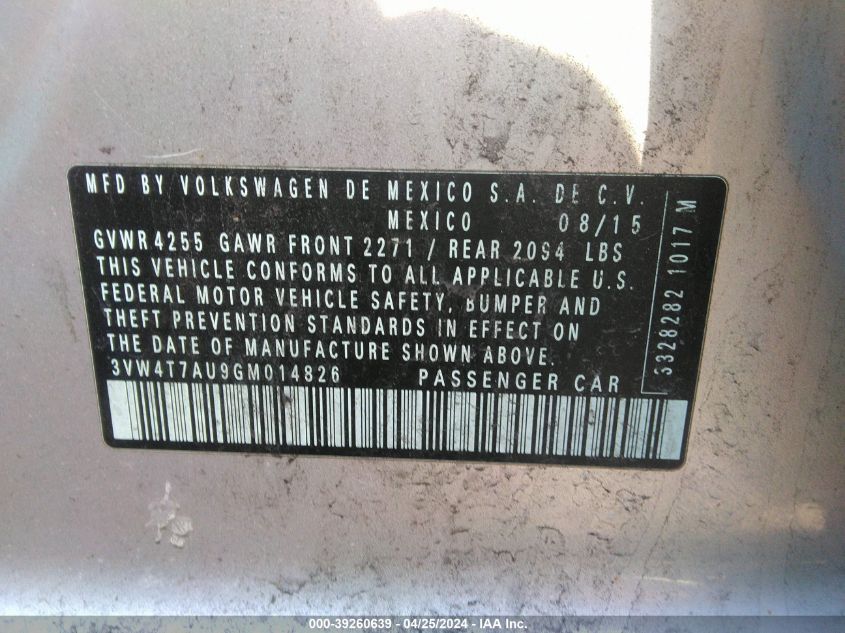 MFD BY VOLKSWAGEN DE MEXICO S.A. DE C.V.
MEXICO 08/15
GVWR 4255 GAWR FRONT 2271 / REAR 2094 LBS
THIS VEHICLE CONFORMS TO ALL APPLICABLE U.S.
FEDERAL MOTOR VEHICLE SAFETY, BUMPER AND
THEFT PREVENTION STANDARDS IN EFFECT ON
THE DATE OF MANUFACTURE SHOWN ABOVE.
3VW4T7AU9GM014826 PASSENGER CAR
3328282 1017 M
000-39260639 - 04/25/2024 - IAA Inc.